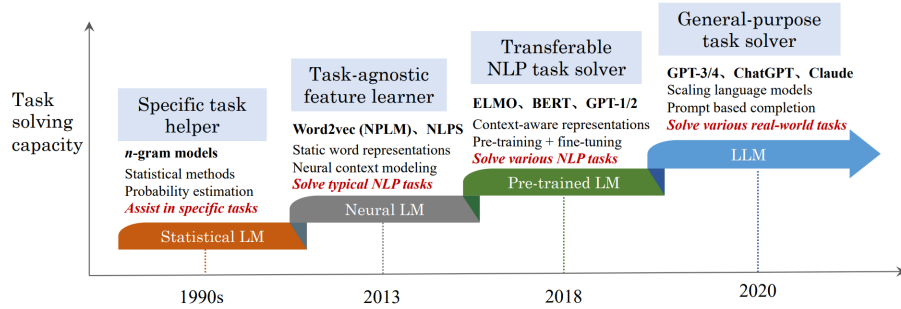 Task
solving
capacity
Specific task
helper
n-gram models
Statistical methods
Probability estimation
Assist in specific tasks
Statistical LM
1990s
Task-agnostic
feature learner
Word2vec (NPLM)、NLPS
Static word representations
Neural context modeling
Solve typical NLP tasks
Neural LM
2013
Transferable
NLP task solver
ELMO、BERT、GPT-1/2
Context-aware representations
Pre-training + fine-tuning
Solve various NLP tasks
Pre-trained LM
2018
General-purpose
task solver
GPT-3/4、ChatGPT、Claude
Scaling language models
Prompt based completion
Solve various real-world tasks
LLM
2020